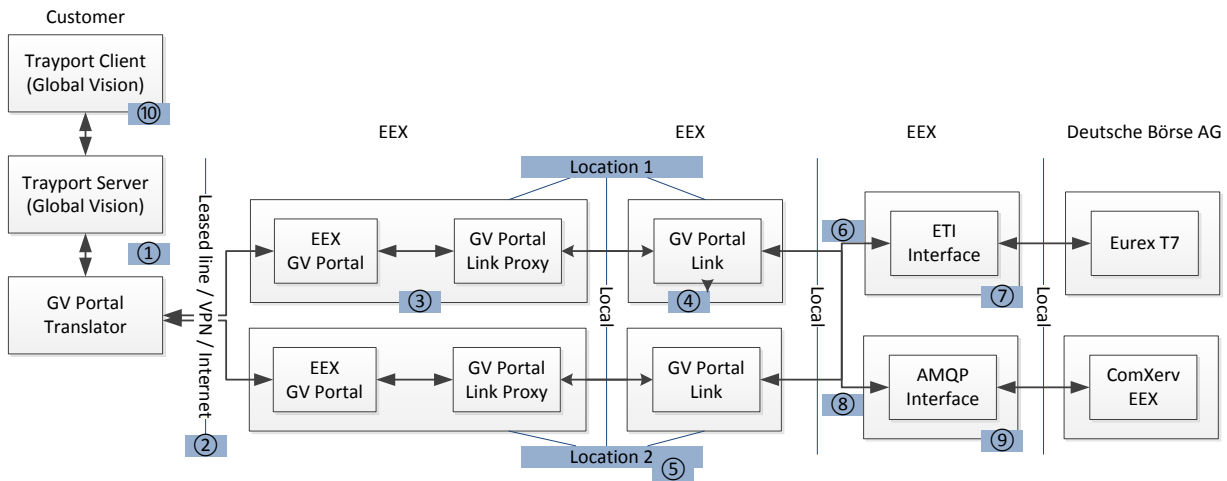 Customer
Trayport Client
(Global Vision)
⑩
Trayport Server
(Global Vision)
①
GV Portal
Translator
Leased line / VPN / Internet
②
EEX
EEX
EEX
Deutsche Börse AG
Location 1
EEX
GV Portal
GV Portal
Link Proxy
③
Local
GV Portal
Link
④
Local
⑥
ETI
Interface
⑦
Local
Eurex T7
EEX
GV Portal
GV Portal
Link Proxy
GV Portal
Link
⑧
AMQP
Interface
⑨
ComXerv
EEX
Location 2
⑤